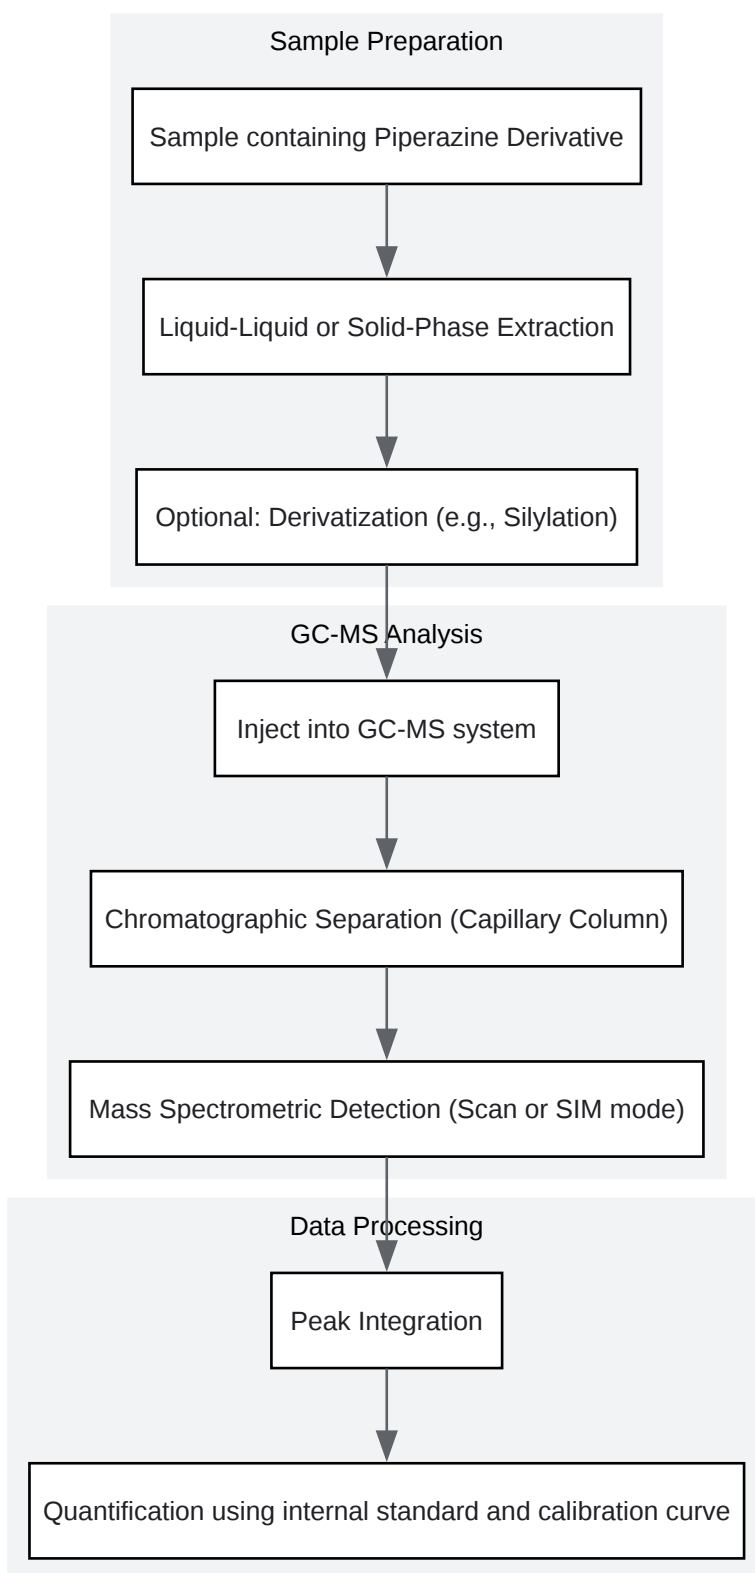 Sample Preparation
Sample containing Piperazine Derivative
Liquid-Liquid or Solid-Phase Extraction
Optional: Derivatization (e.g., Silylation)
GC-MS Analysis
Inject into GC-MS system
Chromatographic Separation (Capillary Column)
Mass Spectrometric Detection (Scan or SIM mode)
Data Processing
Peak Integration
Quantification using internal standard and calibration curve